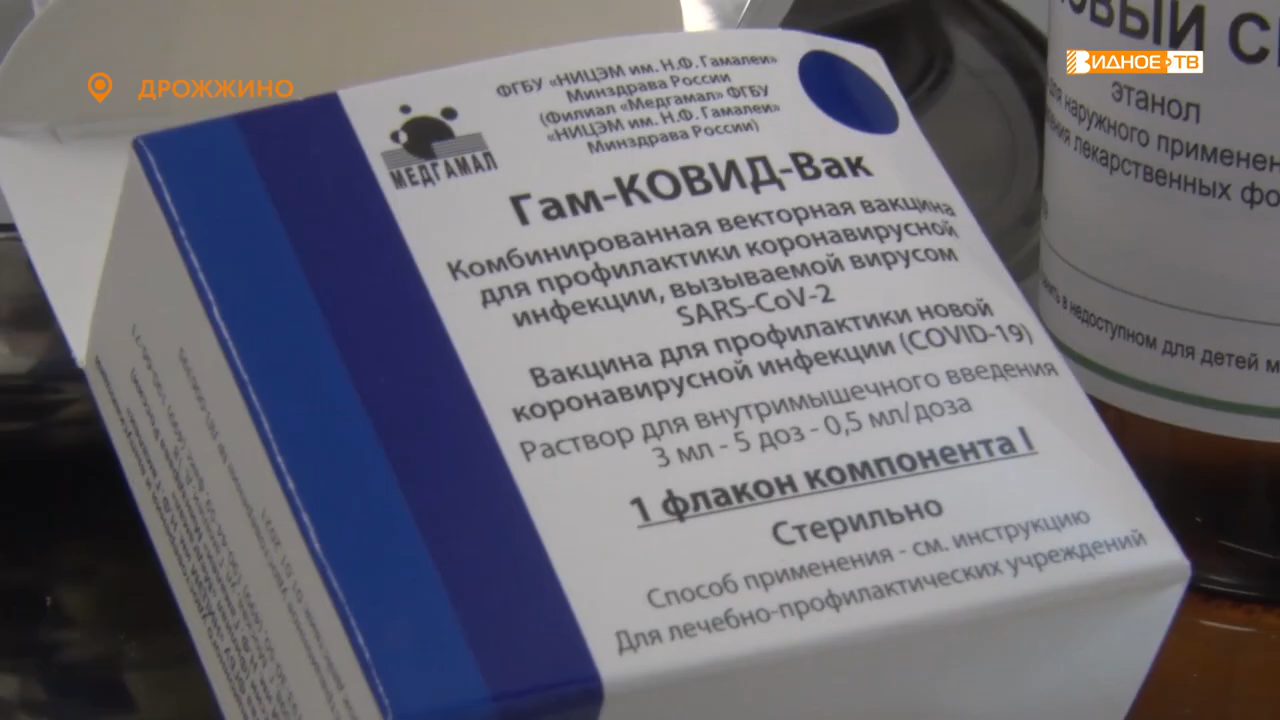 ДРОЖЖИНО
ВИДНОЕ-ТВ
ФГБУ «НИЦЭМ им. Н.Ф. Гамалеи»
Минздрава России
(Филиал «Медгамал» ФГБУ
«НИЦЭМ им. Н.Ф. Гамалеи»
Минздрава России)
МЕДГАМАЛ
Гам-КОВИД-Вак
Комбинированная векторная вакцина
для профилактики коронавирусной
инфекции, вызываемой вирусом
SARS-CoV-2
Вакцина для профилактики новой
коронавирусной инфекции (COVID-19)
Раствор для внутримышечного введения
3 мл - 5 доз - 0,5 мл/доза
1 флакон компонента I
Стерильно
Способ применения - см. инструкцию
Для лечебно-профилактических учреждений
этанол
наружного
лекарственных
в недоступном для детей